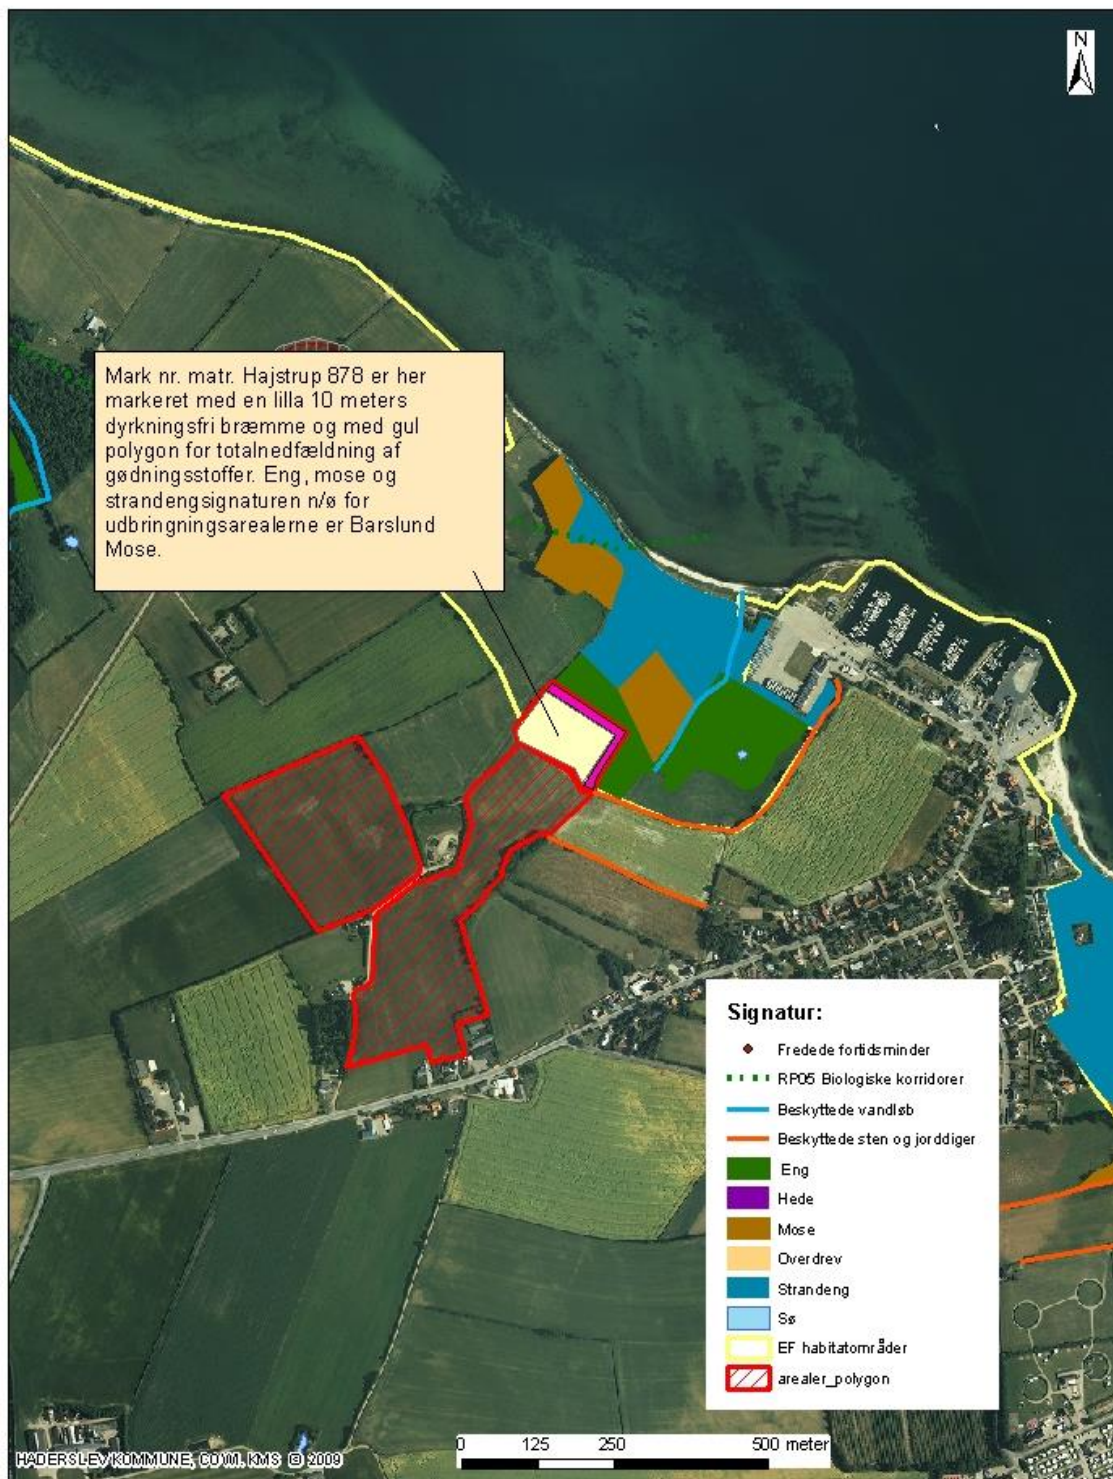 N
Mark nr. matr. Hajstrup 878 er her
markeret med en lilla 10 meters
dyrkningsfri bræmme og med gul
polygon for totalnedfældning af
gødningsstoffer. Eng, mose og
strandengsignaturen n/ø for
udbringningsarealerne er Barslund
Mose.
Signatur:
Fredede fortidsminder
RP05 Biologiske korridorer
Beskyttede vandløb
Beskyttede sten og jorddiger
Eng
Hede
Mose
Overdrev
Strandeng
Sø
EF habitatområder
arealer_polygon
0 125 250 500 meter
HADERSLEV KOMMUNE, COWI, KMS © 2009